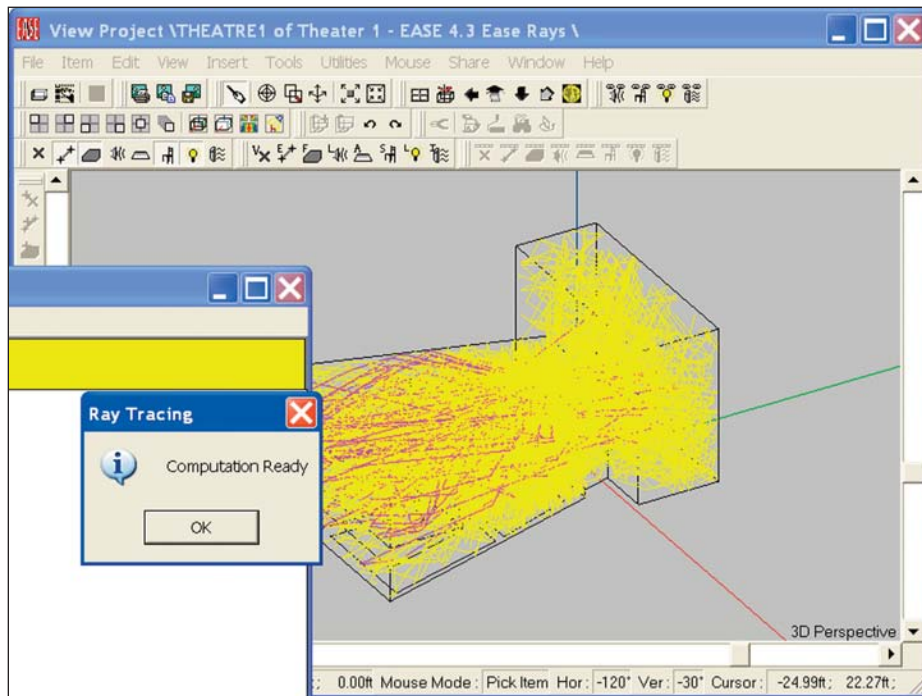 EASE View Project \THEATRE1 of Theater 1 - EASE 4.3 Ease Rays \
File Item Edit View Insert Tools Utilities Mouse Share Window Help
Ray Tracing
Computation Ready
OK
3D Perspective
0.00ft Mouse Mode : Pick Item Hor: -120° Ver: -30° Cursor: -24.99ft; 22.27ft;